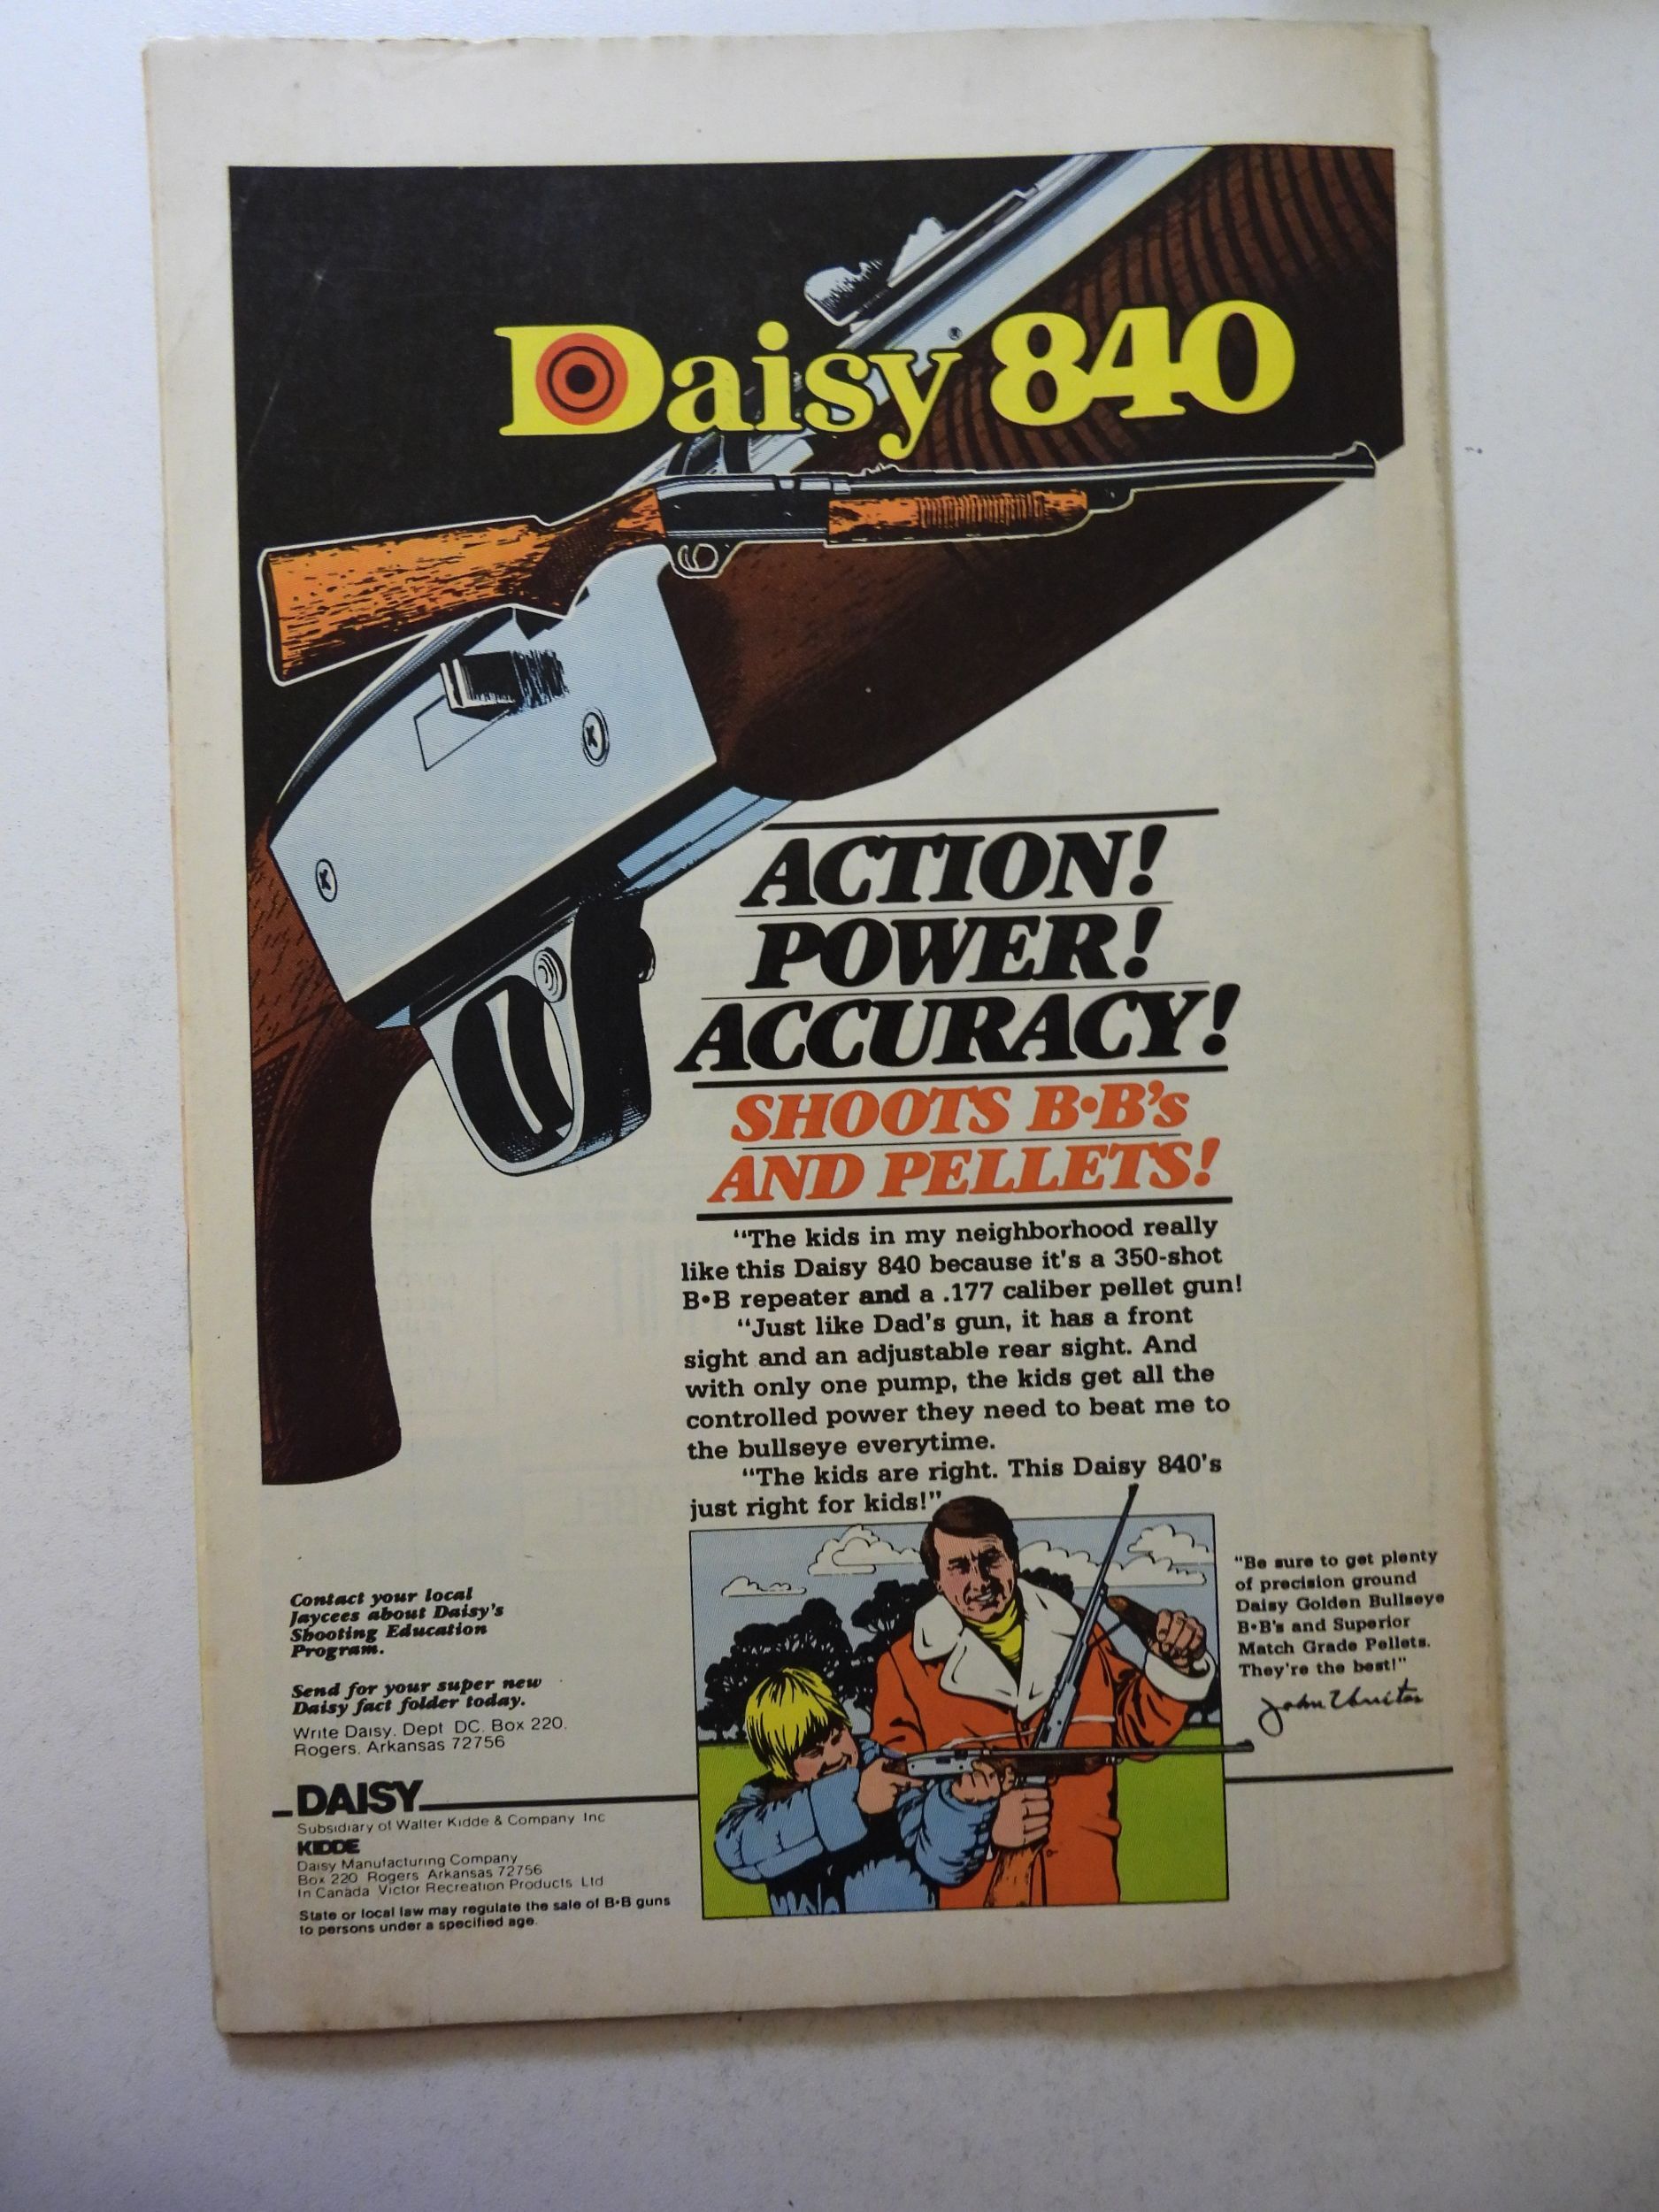 Daisy 840
ACTION!
POWER!
ACCURACY!
SHOOTS B•B's
AND PELLETS!
"The kids in my neighborhood really
like this Daisy 840 because it's a 350-shot
B•B repeater and a .177 caliber pellet gun!
"Just like Dad's gun, it has a front
sight and an adjustable rear sight. And
with only one pump, the kids get all the
controlled power they need to beat me to
the bullseye everytime.
"The kids are right. This Daisy 840's
just right for kids!"
"Be sure to get plenty
of precision ground
Daisy Golden Bullseye
B•B's and Superior
Match Grade Pellets.
They're the best!"
John Unitas
Contact your local
Jaycees about Daisy's
Shooting Education
Program.
Send for your super new
Daisy fact folder today.
Write Daisy, Dept DC, Box 220,
Rogers, Arkansas 72756
DAISY
Subsidiary of Walter Kidde & Company Inc
KIDDE
Daisy Manufacturing Company
Box 220 Rogers Arkansas 72756
In Canada Victor Recreation Products Ltd
State or local law may regulate the sale of B•B guns
to persons under a specified age.